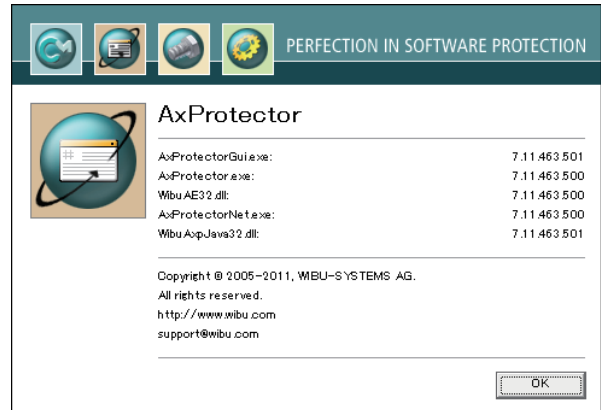 PERFECTION IN SOFTWARE PROTECTION
AxProtector
AxProtectorGui.exe: 7.11.463.501
AxProtector.exe: 7.11.463.500
WibuAE32.dll: 7.11.463.500
AxProtectorNet.exe: 7.11.463.500
WibuAxpJava32.dll: 7.11.463.501
Copyright © 2005-2011, WIBU-SYSTEMS AG.
All rights reserved.
http://www.wibu.com
support@wibu.com
OK